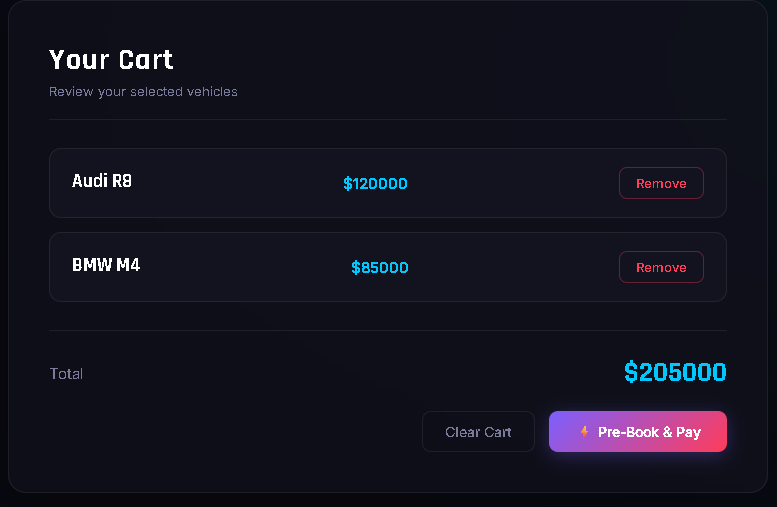 Your Cart
Review your selected vehicles
Audi R8 $120000 Remove
BMW M4 $85000 Remove
Total $205000
Clear Cart Pre-Book & Pay